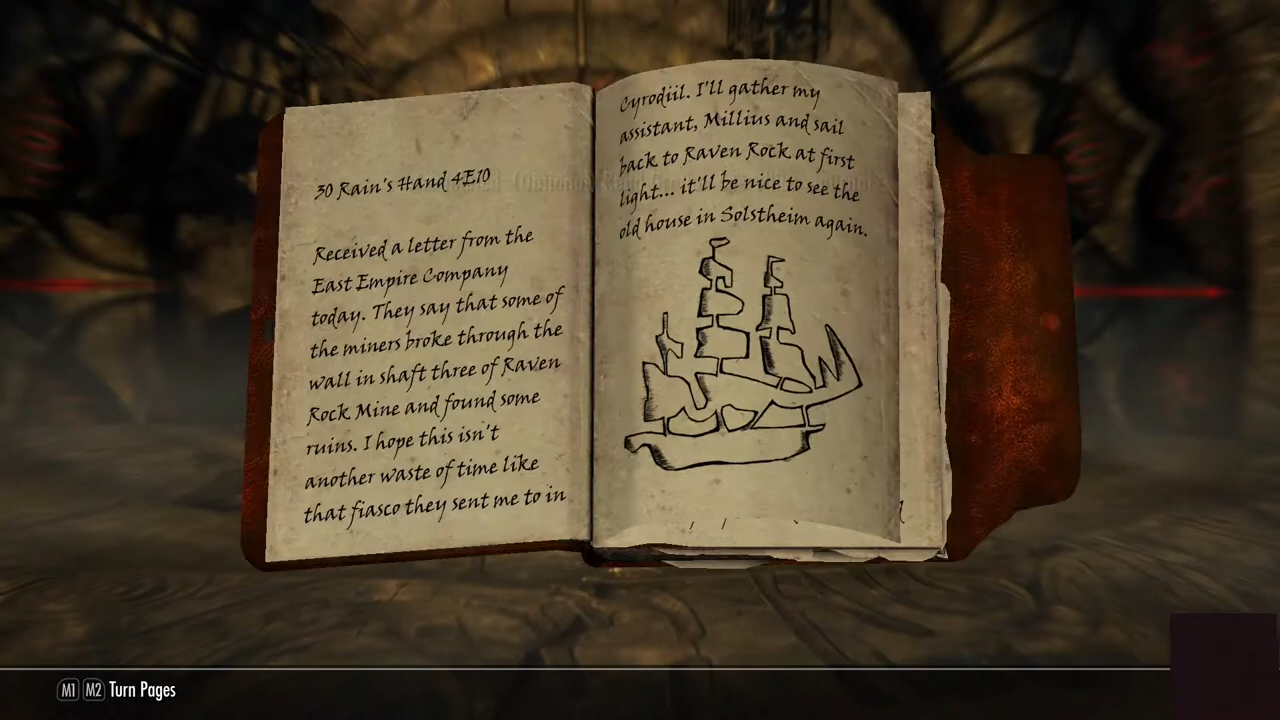 30 Rain's Hand 4E10
Received a letter from the
East Empire Company
today. They say that some of
the miners broke through the
wall in shaft three of Raven
Rock Mine and found some
ruins. I hope this isn't
another waste of time like
that fiasco they sent me to in
Cyrodiil. I'll gather my
assistant, Millius and sail
back to Raven Rock at first
light... it'll be nice to see the
old house in Solstheim again.
M1 M2 Turn Pages